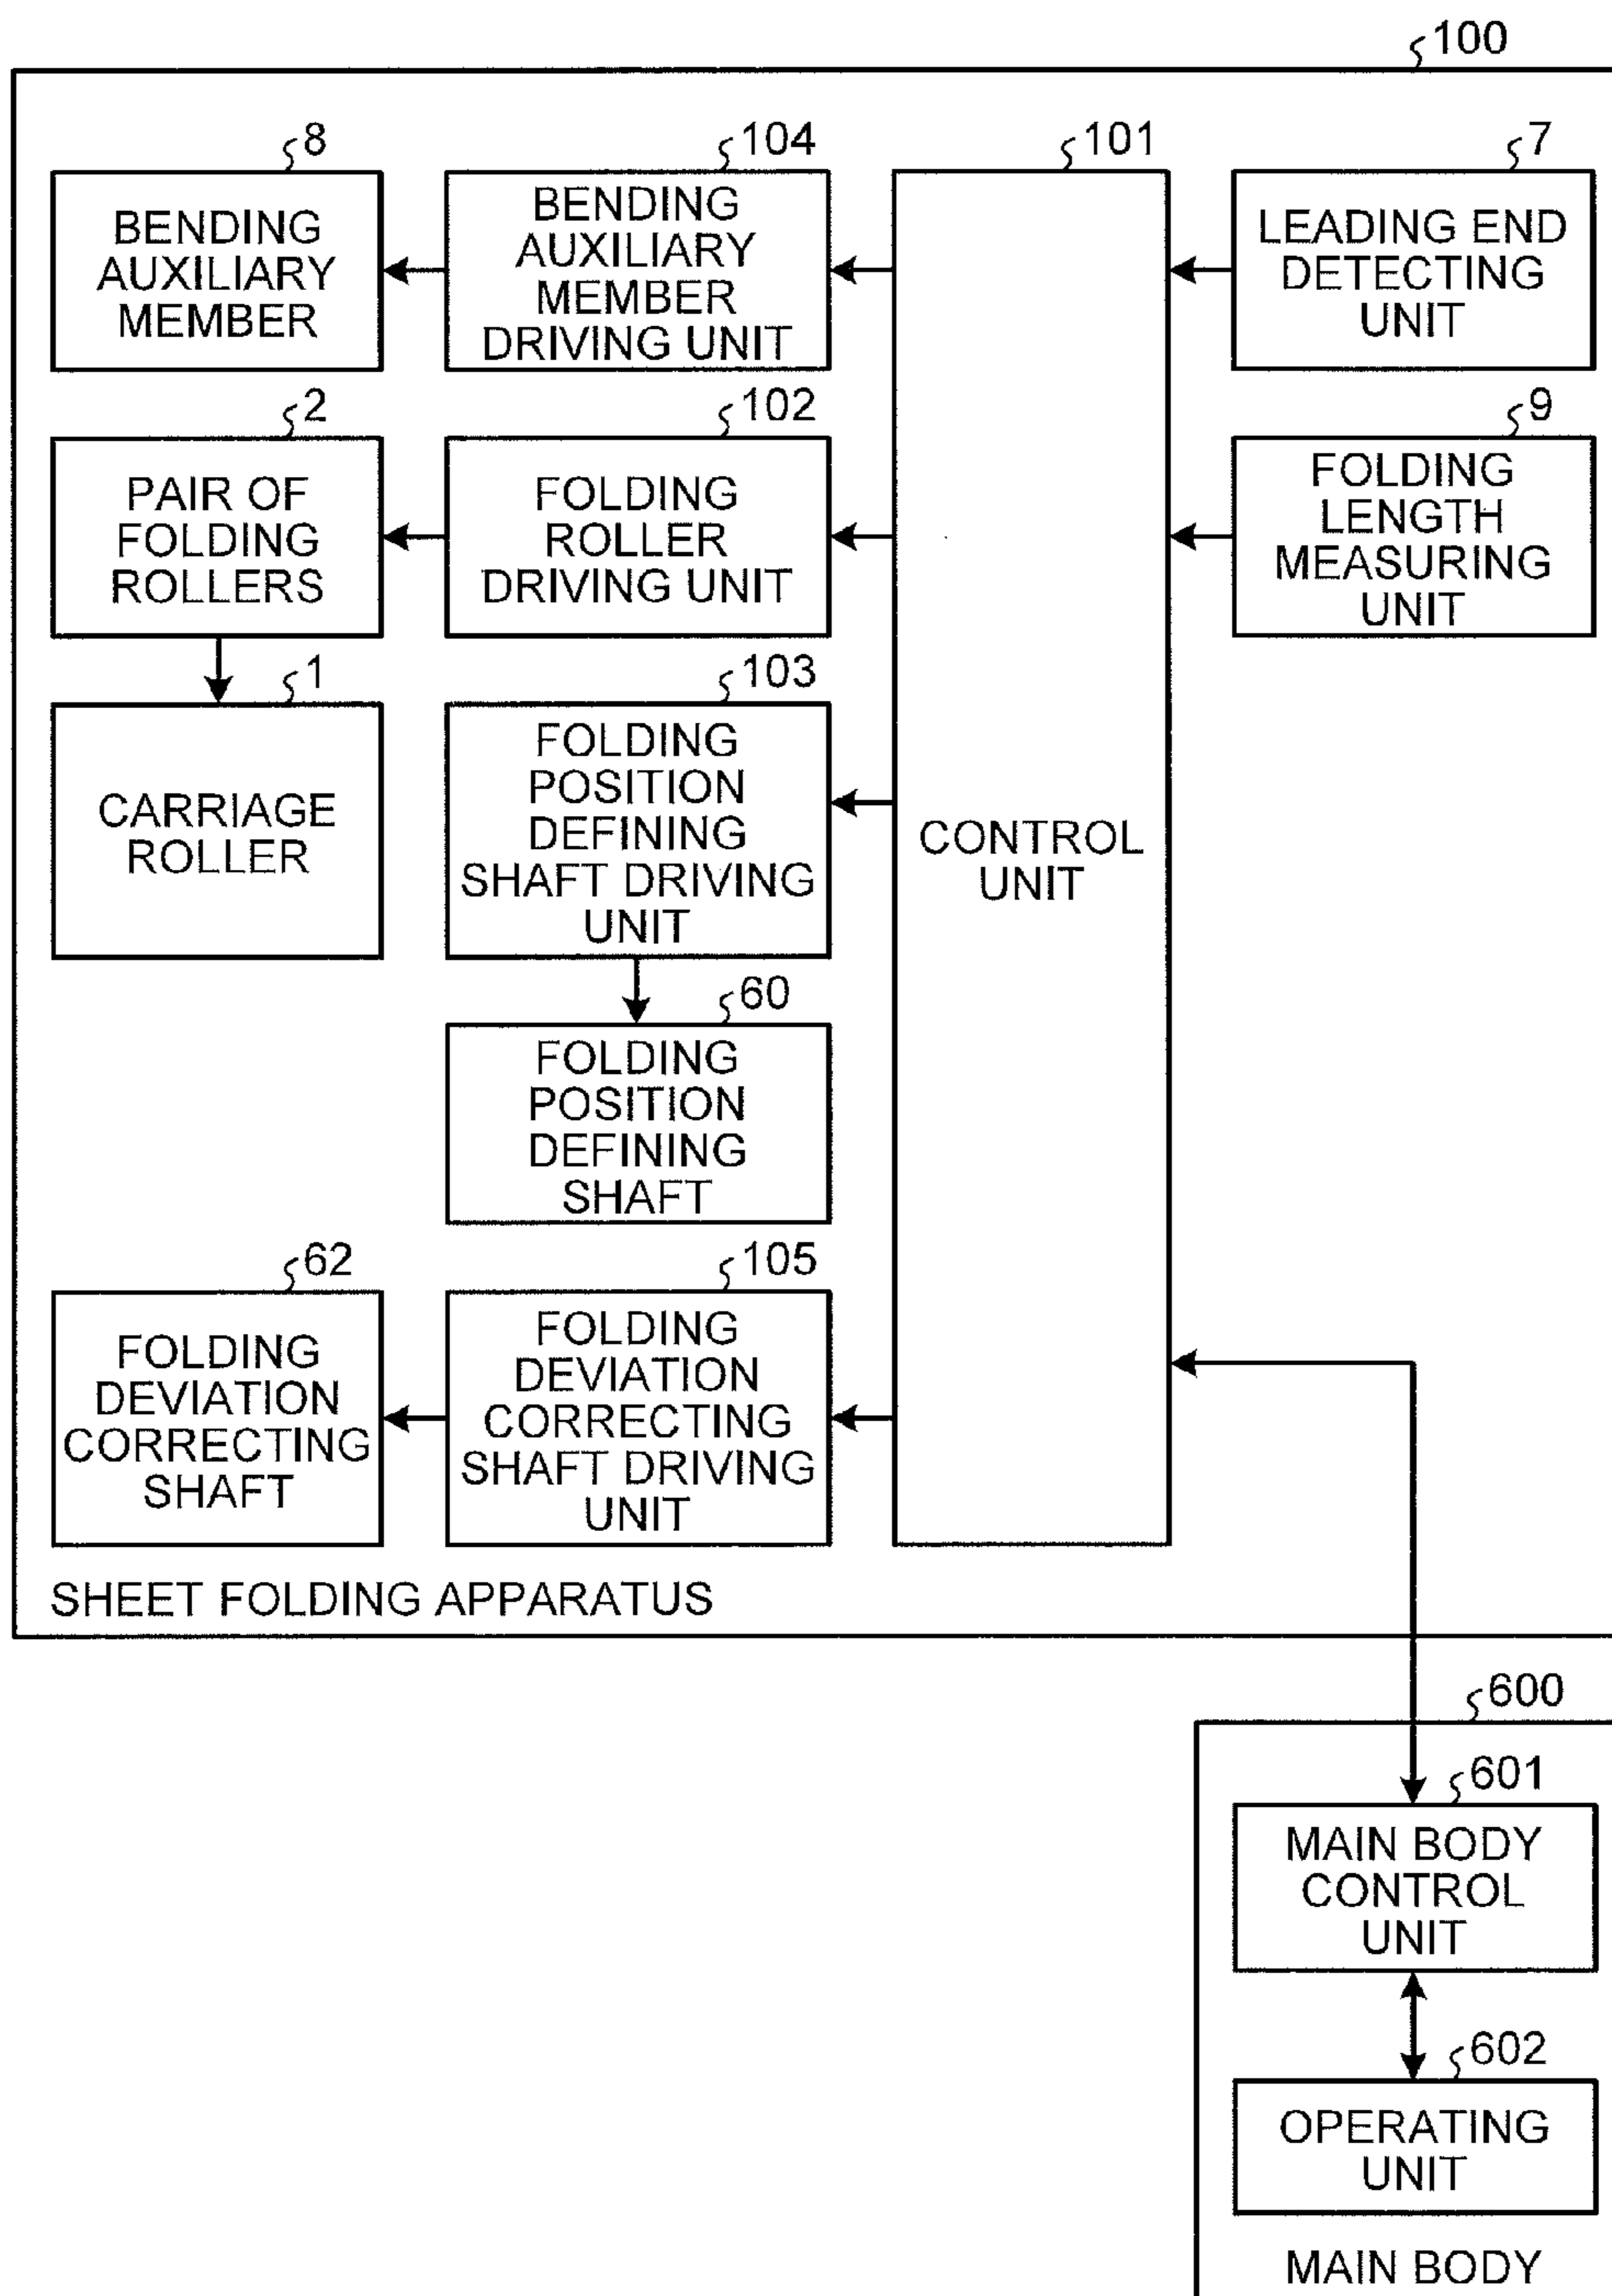 100
8
BENDING
AUXILIARY
MEMBER
104
BENDING
AUXILIARY
MEMBER
DRIVING UNIT
101
CONTROL
UNIT
7
LEADING END
DETECTING
UNIT
2
PAIR OF
FOLDING
ROLLERS
102
FOLDING
ROLLER
DRIVING UNIT
9
FOLDING
LENGTH
MEASURING
UNIT
1
CARRIAGE
ROLLER
103
FOLDING
POSITION
DEFINING
SHAFT DRIVING
UNIT
60
FOLDING
POSITION
DEFINING
SHAFT
62
FOLDING
DEVIATION
CORRECTING
SHAFT
105
FOLDING
DEVIATION
CORRECTING
SHAFT DRIVING
UNIT
SHEET FOLDING APPARATUS
600
601
MAIN BODY
CONTROL
UNIT
602
OPERATING
UNIT
MAIN BODY